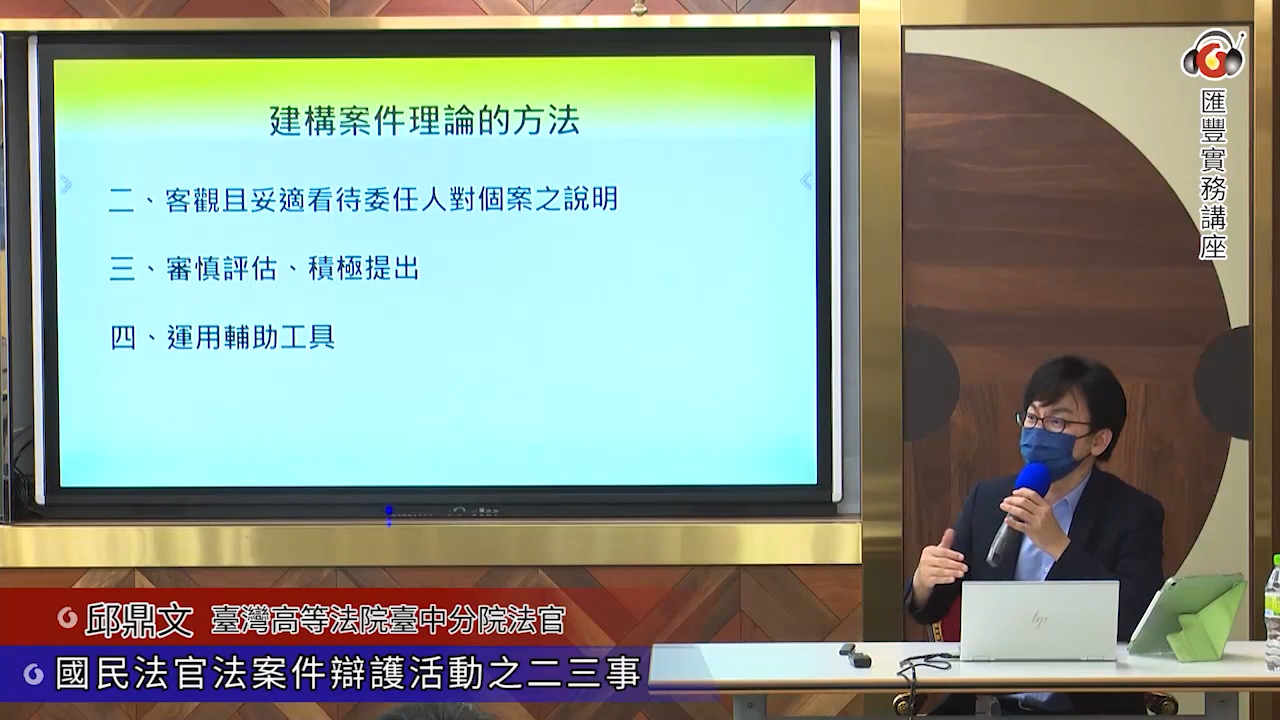 建構案件理論的方法
二、客觀且妥適看待委任人對個案之說明
三、審慎評估、積極提出
四、運用輔助工具
匯豐實務講座
hp
邱鼎文 臺灣高等法院臺中分院法官
國民法官法案件辯護活動之二三事